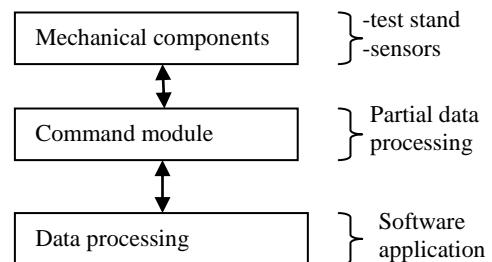 Mechanical components
-test stand
-sensors
Command module
Partial data
processing
Data processing
Software
application